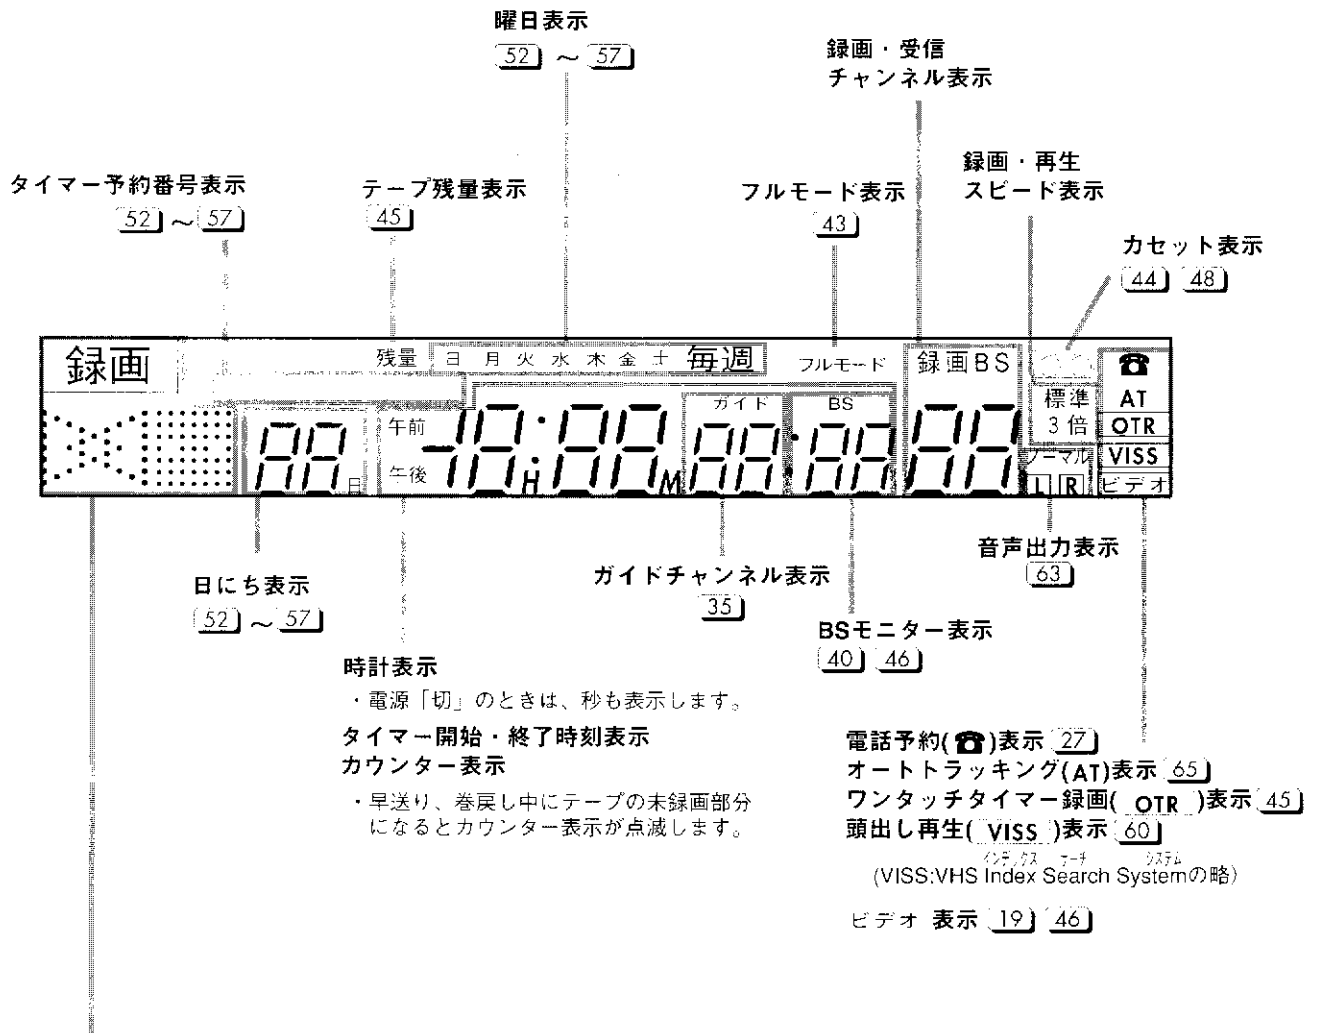 曜日表示
52 ～ 57
録画・受信
チャンネル表示
録画・再生
スピード表示
タイマー予約番号表示
52 ～ 57
テープ残量表示
45
フルモード表示
43
カセット表示
44 48
録画
残量
日 月 火 水 木 金 土 毎週
フルモード
録画BS
☎
AT
OTR
VISS
ビデオ
標準
3倍
ノーマル
L R
午前
午後
日
H
M
ガイド
BS
日にち表示
52 ～ 57
ガイドチャンネル表示
35
音声出力表示
63
BSモニター表示
40 46
時計表示
・電源「切」のときは、秒も表示します。
タイマー開始・終了時刻表示
カウンター表示
・早送り、巻戻し中にテープの未録画部分
になるとカウンター表示が点滅します。
電話予約(☎)表示 27
オートトラッキング(AT)表示 65
ワンタッチタイマー録画( OTR )表示 45
頭出し再生( VISS )表示 60
インデックス サーチ システム
(VISS:VHS Index Search Systemの略)
ビデオ 表示 19 46